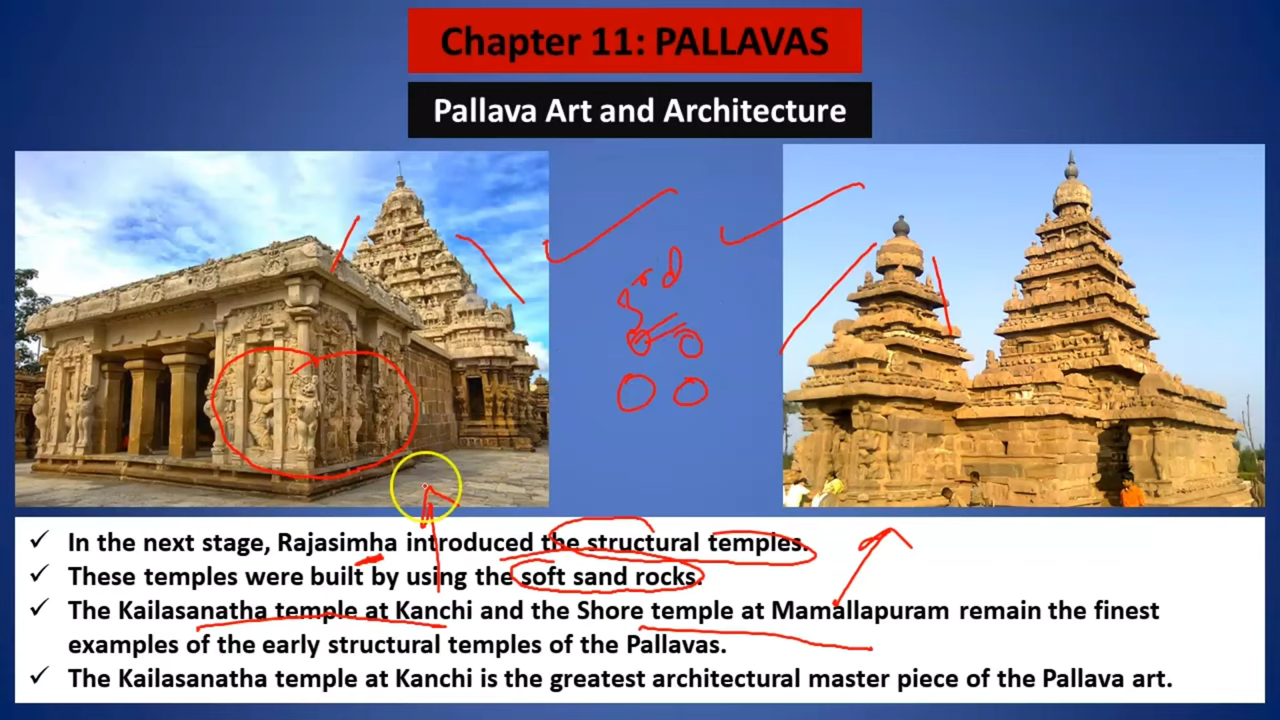 Chapter 11: PALLAVAS
Pallava Art and Architecture
rd
✓ In the next stage, Rajasimha introduced the structural temples.
✓ These temples were built by using the soft sand rocks.
✓ The Kailasanatha temple at Kanchi and the Shore temple at Mamallapuram remain the finest
examples of the early structural temples of the Pallavas.
✓ The Kailasanatha temple at Kanchi is the greatest architectural master piece of the Pallava art.